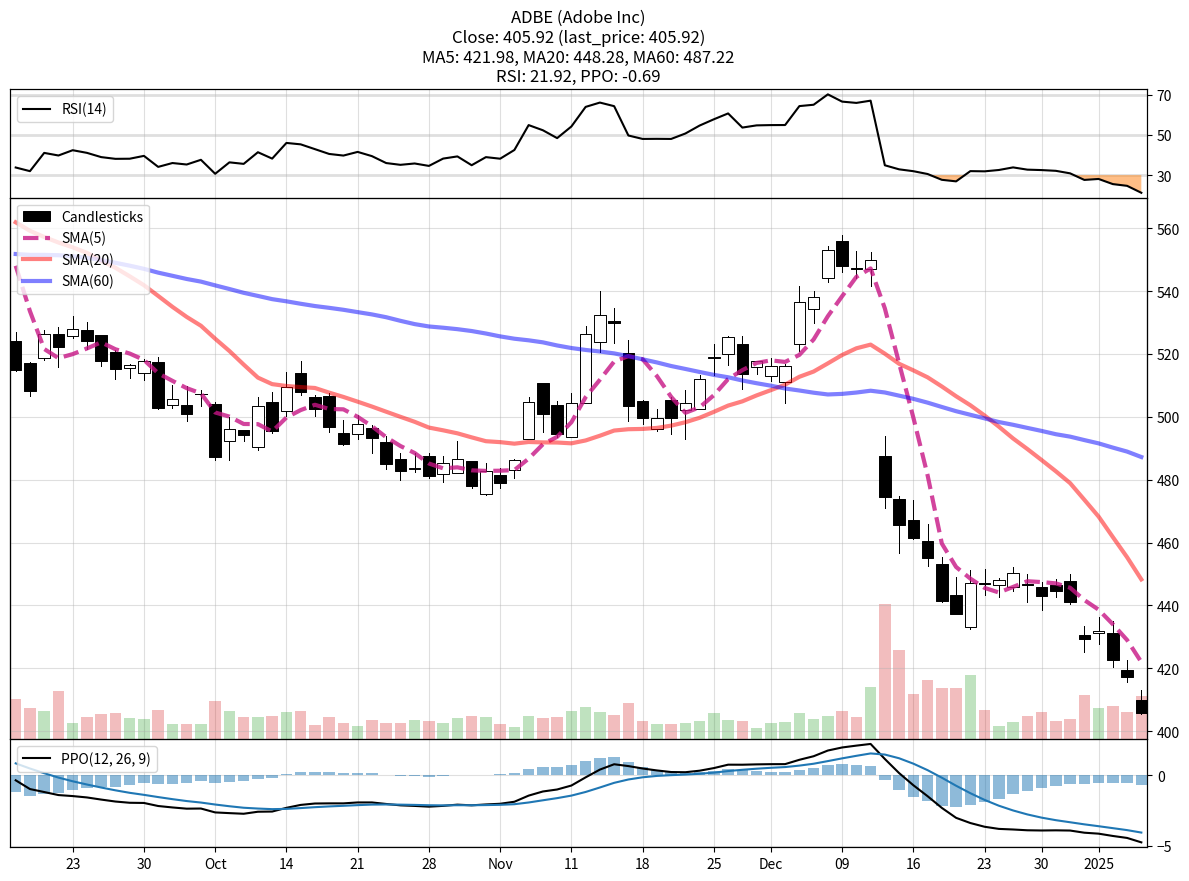 ADBE (Adobe Inc)
Close: 405.92 (last_price: 405.92)
MA5: 421.98, MA20: 448.28, MA60: 487.22
RSI: 21.92, PPO: -0.69
RSI(14)
70
50
30
Candlesticks
SMA(5)
SMA(20)
SMA(60)
560
540
520
500
480
460
440
420
400
PPO(12, 26, 9)
0
−5
23 30 Oct 14 21 28 Nov 11 18 25 Dec 09 16 23 30 2025